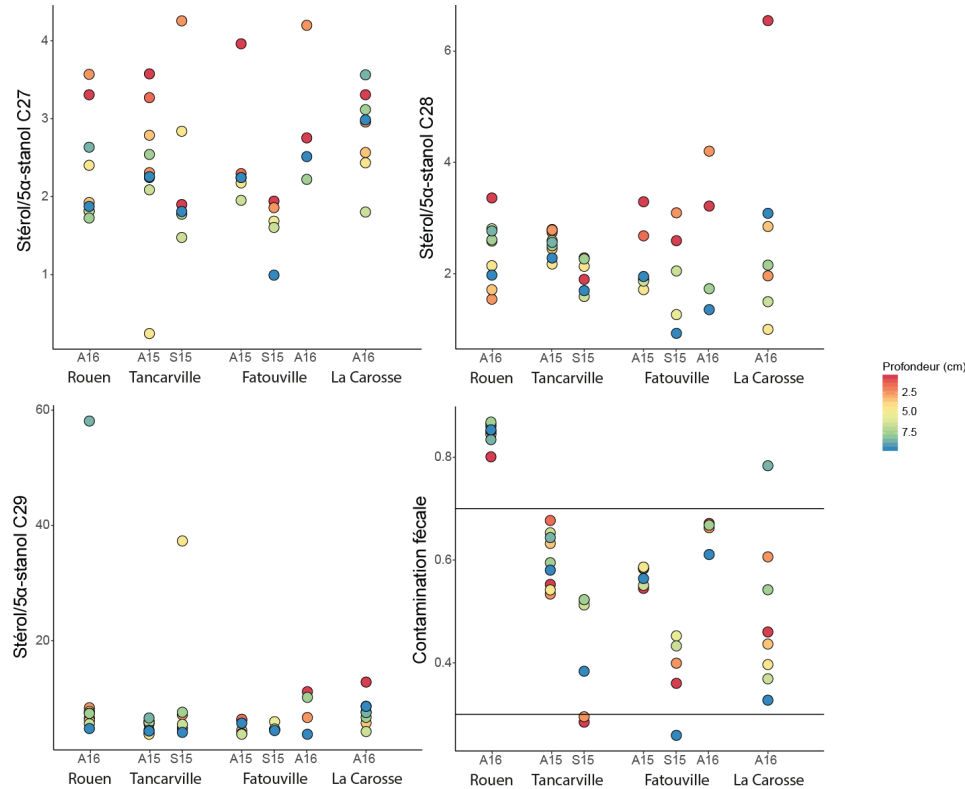 Stérol/5α-stanol C27
4
3
2
1
A16 A15 S15 A15 S15 A16 A16
Rouen Tancarville Fatouville La Carosse
Stérol/5α-stanol C28
6
4
2
A16 A15 S15 A15 S15 A16 A16
Rouen Tancarville Fatouville La Carosse
Profondeur (cm)
2.5
5.0
7.5
Stérol/5α-stanol C29
60
40
20
A16 A15 S15 A15 S15 A16 A16
Rouen Tancarville Fatouville La Carosse
Contamination fécale
0.8
0.6
0.4
A16 A15 S15 A15 S15 A16 A16
Rouen Tancarville Fatouville La Carosse